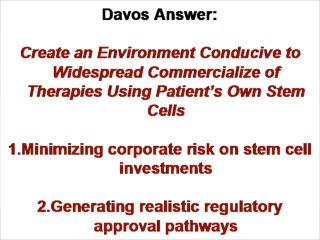 Davos Answer:
Create an Environment Conducive to
Widespread Commercialize of
Therapies Using Patient's Own Stem
Cells
1.Minimizing corporate risk on stem cell
investments
2.Generating realistic regulatory
approval pathways